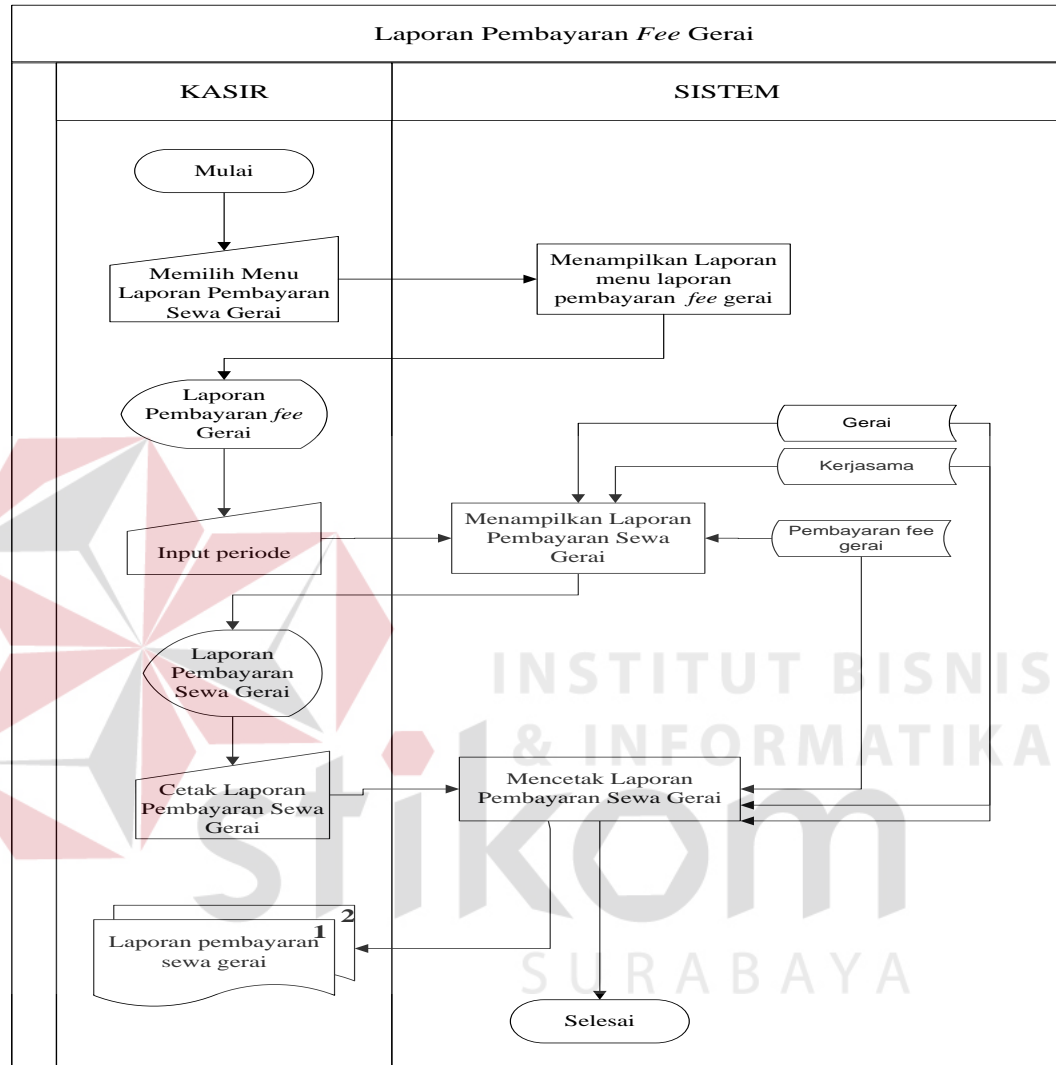 Laporan Pembayaran Fee Gerai
KASIR
SISTEM
Mulai
Memilih Menu
Laporan Pembayaran
Sewa Gerai
Menampilkan Laporan
menu laporan
pembayaran fee gerai
Laporan
Pembayaran fee
Gerai
Gerai
Kerjasama
Input periode
Menampilkan Laporan
Pembayaran Sewa
Gerai
Pembayaran fee
gerai
Laporan
Pembayaran
Sewa Gerai
INSTITUT BISNIS
& INFORMATIKA
Cetak Laporan
Pembayaran Sewa
Gerai
Mencetak Laporan
Pembayaran Sewa Gerai
stikom
2
1
Laporan pembayaran
sewa gerai
SURABAYA
Selesai